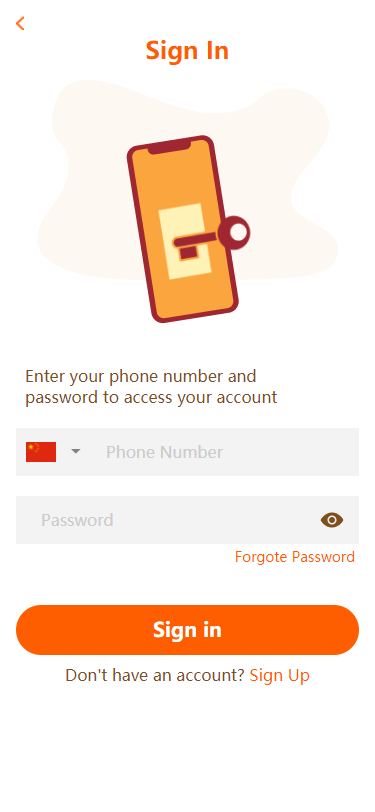 Sign In
Enter your phone number and
password to access your account
Phone Number
Password
Forgote Password
Sign in
Don't have an account? Sign Up